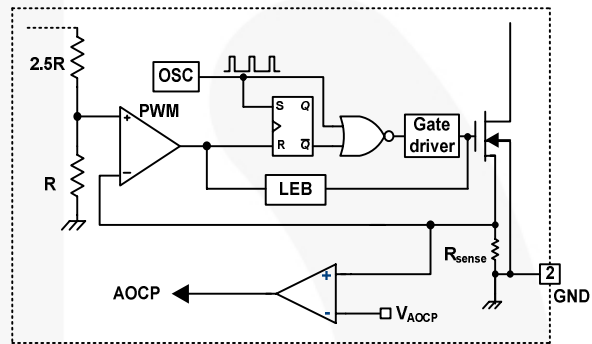 2.5R
OSC
PWM
+
S Q
R Q̅
Gate
driver
R
−
LEB
Rsense
2
GND
AOCP
+
-
VAOCP